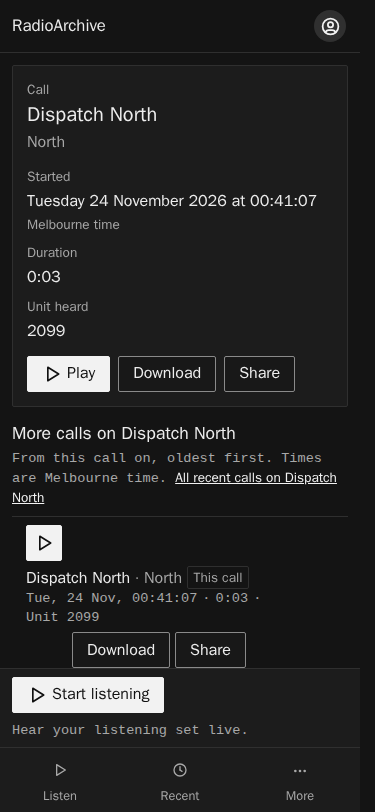 RadioArchive
Call
Dispatch North
North
Started
Tuesday 24 November 2026 at 00:41:07
Melbourne time
Duration
0:03
Unit heard
2099
Play Download Share
More calls on Dispatch North
From this call on, oldest first. Times
are Melbourne time. All recent calls on Dispatch
North
Dispatch North · North This call
Tue, 24 Nov, 00:41:07 · 0:03 ·
Unit 2099
Download Share
Start listening
Hear your listening set live.
Listen Recent More